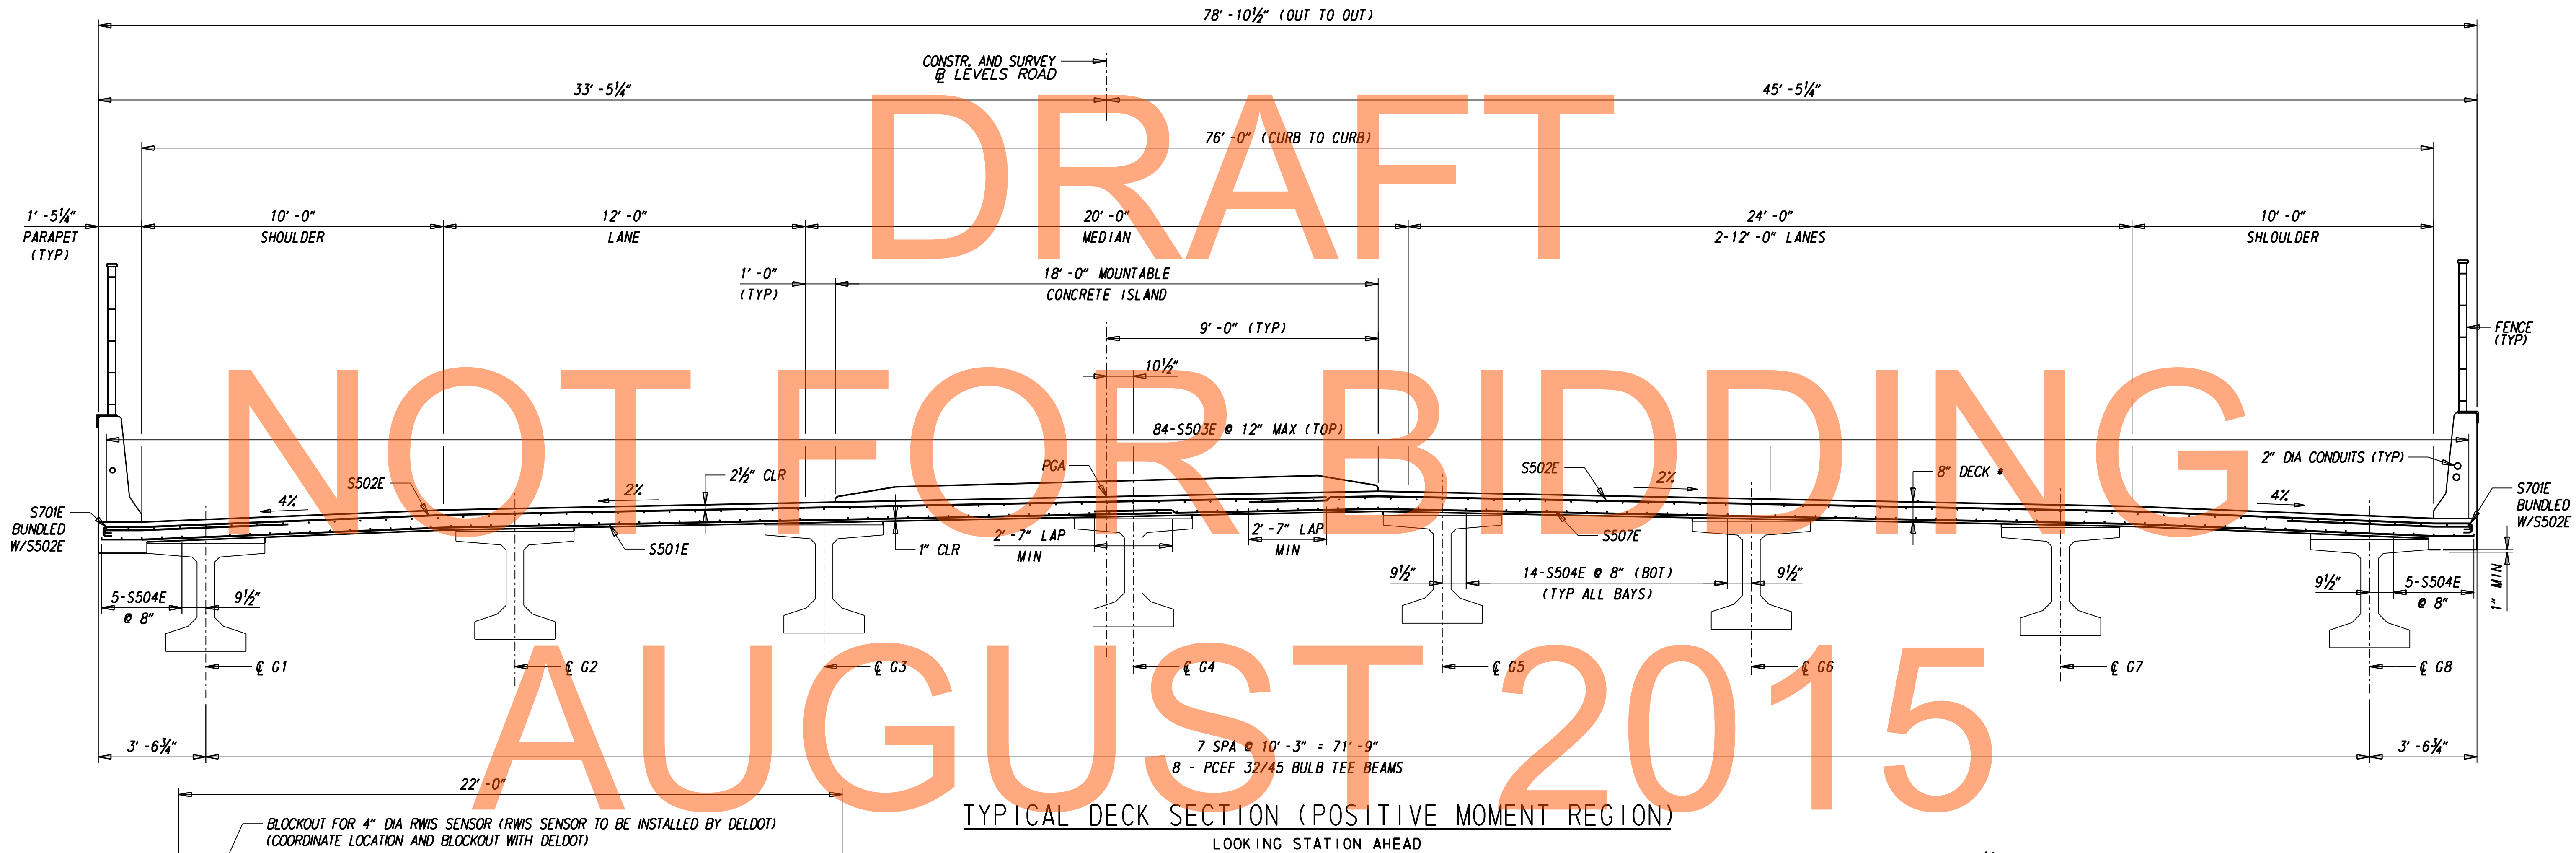 78'-10½" (OUT TO OUT)
CONSTR. AND SURVEY
℄ LEVELS ROAD
33'-5¼"
45'-5¼"
DRAFT
76'-0" (CURB TO CURB)
1'-5¼"
PARAPET
(TYP)
10'-0"
SHOULDER
12'-0"
LANE
20'-0"
MEDIAN
24'-0"
2-12'-0" LANES
10'-0"
SHLOULDER
1'-0"
(TYP)
18'-0" MOUNTABLE
CONCRETE ISLAND
9'-0" (TYP)
FENCE
(TYP)
10½"
NOT FOR BIDDING
84-S503E @ 12" MAX (TOP)
S502E
2½" CLR
PGA
S502E
8" DECK *
2" DIA CONDUITS (TYP)
4%
2%
2%
4%
S701E
BUNDLED
W/S502E
S701E
BUNDLED
W/S502E
S501E
1" CLR
2'-7" LAP
MIN
2'-7" LAP
MIN
S507E
5-S504E
@ 8"
9½"
9½"
14-S504E @ 8" (BOT)
(TYP ALL BAYS)
9½"
9½"
5-S504E
@ 8"
1" MIN
℄ G1
℄ G2
℄ G3
℄ G4
℄ G5
℄ G6
℄ G7
℄ G8
AUGUST 2015
3'-6¾"
7 SPA @ 10'-3" = 71'-9"
8 - PCEF 32/45 BULB TEE BEAMS
3'-6¾"
22'-0"
BLOCKOUT FOR 4" DIA RWIS SENSOR (RWIS SENSOR TO BE INSTALLED BY DELDOT)
(COORDINATE LOCATION AND BLOCKOUT WITH DELDOT)
TYPICAL DECK SECTION (POSITIVE MOMENT REGION)
LOOKING STATION AHEAD